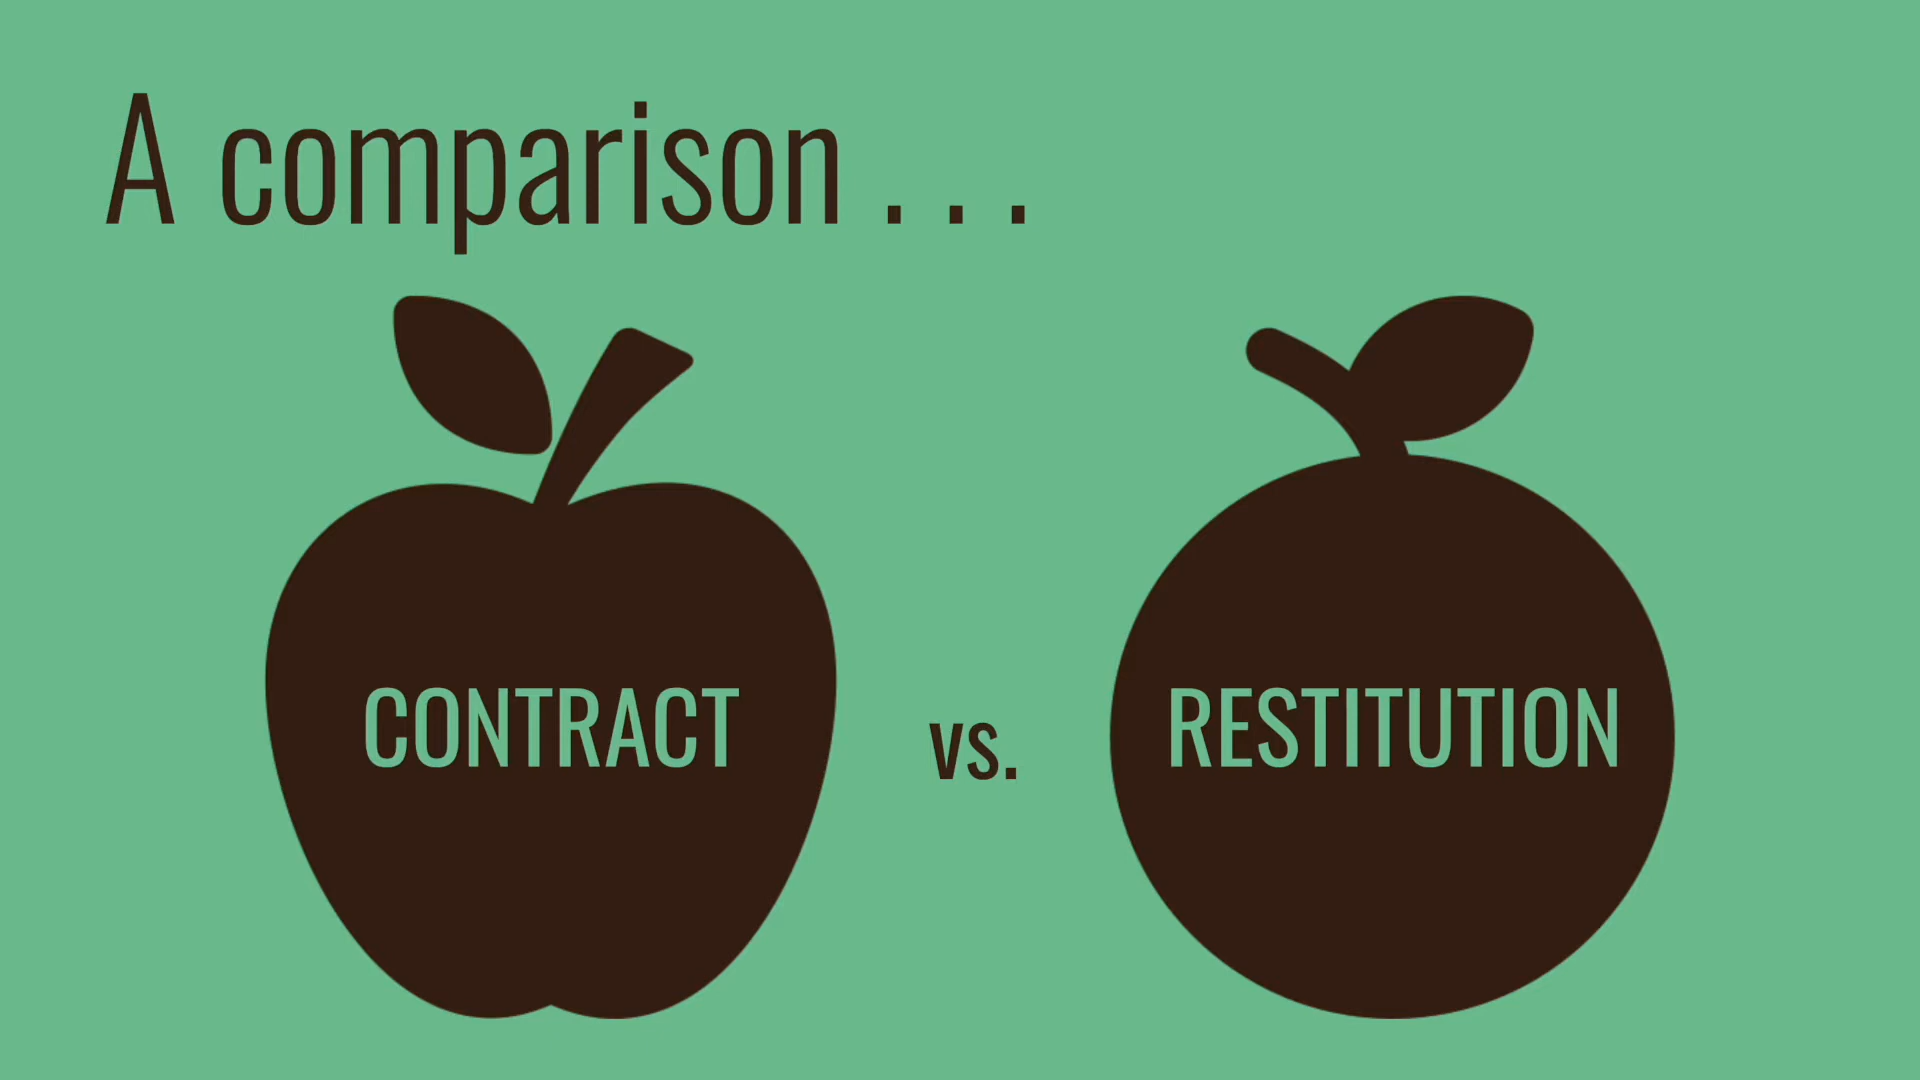 A comparison . . .
CONTRACT
vs.
RESTITUTION